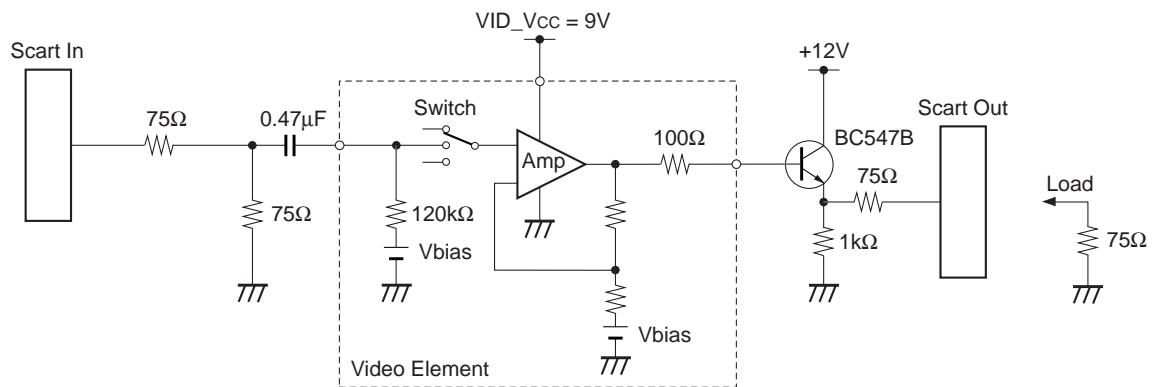 VID_VCC = 9V
Scart In
+12V
Switch
Scart Out
75Ω
0.47μF
100Ω
BC547B
Amp
75Ω
Load
75Ω
120kΩ
1kΩ
75Ω
Vbias
Vbias
Video Element